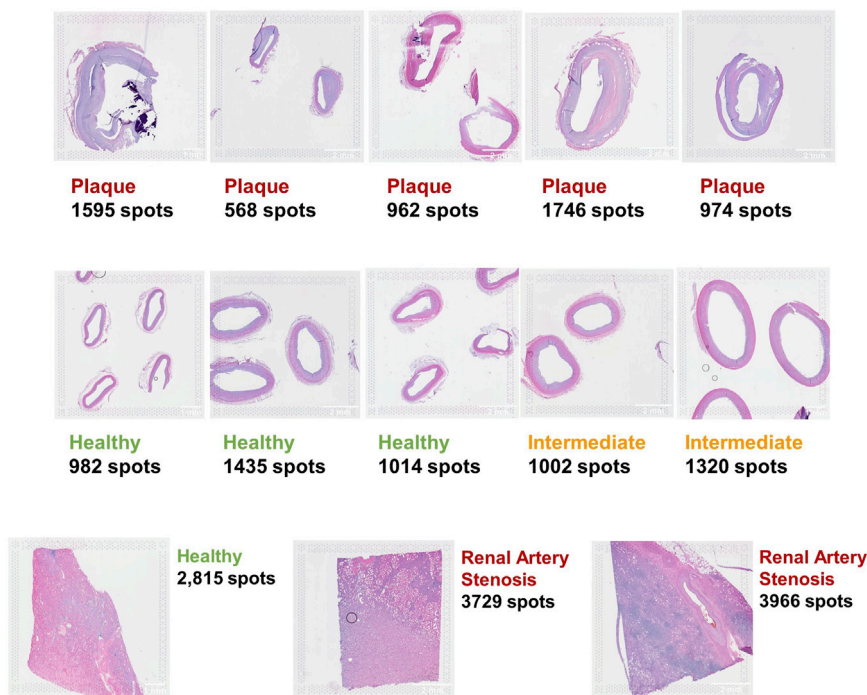 Plaque
1595 spots
Plaque
568 spots
Plaque
962 spots
Plaque
1746 spots
Plaque
974 spots
Healthy
982 spots
Healthy
1435 spots
Healthy
1014 spots
Intermediate
1002 spots
Intermediate
1320 spots
Healthy
2,815 spots
Renal Artery
Stenosis
3729 spots
Renal Artery
Stenosis
3966 spots